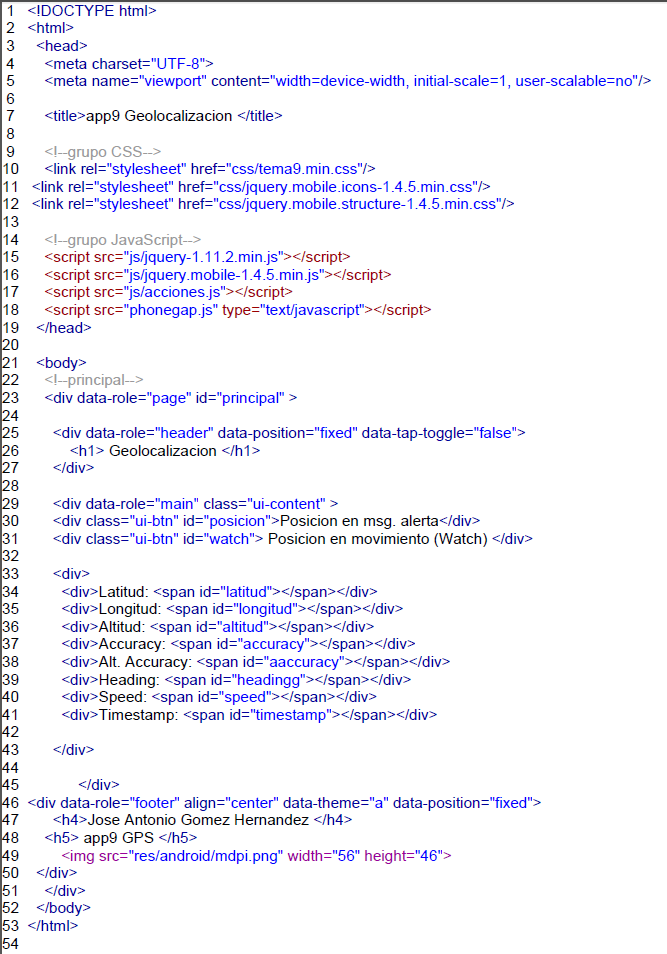 1 <!DOCTYPE html>
2 <html>
3 <head>
4 <meta charset="UTF-8">
5 <meta name="viewport" content="width=device-width, initial-scale=1, user-scalable=no"/>
6
7 <title>app9 Geolocalizacion </title>
8
9 <!--grupo CSS-->
10 <link rel="stylesheet" href="css/tema9.min.css"/>
11 <link rel="stylesheet" href="css/jquery.mobile.icons-1.4.5.min.css"/>
12 <link rel="stylesheet" href="css/jquery.mobile.structure-1.4.5.min.css"/>
13
14 <!--grupo JavaScript-->
15 <script src="js/jquery-1.11.2.min.js"></script>
16 <script src="js/jquery.mobile-1.4.5.min.js"></script>
17 <script src="js/acciones.js"></script>
18 <script src="phonegap.js" type="text/javascript"></script>
19 </head>
20
21 <body>
22 <!--principal-->
23 <div data-role="page" id="principal" >
24
25 <div data-role="header" data-position="fixed" data-tap-toggle="false">
26 <h1> Geolocalizacion </h1>
27 </div>
28
29 <div data-role="main" class="ui-content" >
30 <div class="ui-btn" id="posicion">Posicion en msg. alerta</div>
31 <div class="ui-btn" id="watch"> Posicion en movimiento (Watch) </div>
32
33 <div>
34 <div>Latitud: <span id="latitud"></span></div>
35 <div>Longitud: <span id="longitud"></span></div>
36 <div>Altitud: <span id="altitud"></span></div>
37 <div>Accuracy: <span id="accuracy"></span></div>
38 <div>Alt. Accuracy: <span id="aaccuracy"></span></div>
39 <div>Heading: <span id="headingg"></span></div>
40 <div>Speed: <span id="speed"></span></div>
41 <div>Timestamp: <span id="timestamp"></span></div>
42
43 </div>
44
45 </div>
46 <div data-role="footer" align="center" data-theme="a" data-position="fixed">
47 <h4>Jose Antonio Gomez Hernandez </h4>
48 <h5> app9 GPS </h5>
49 <img src="res/android/mdpi.png" width="56" height="46">
50 </div>
51 </div>
52 </body>
53 </html>
54